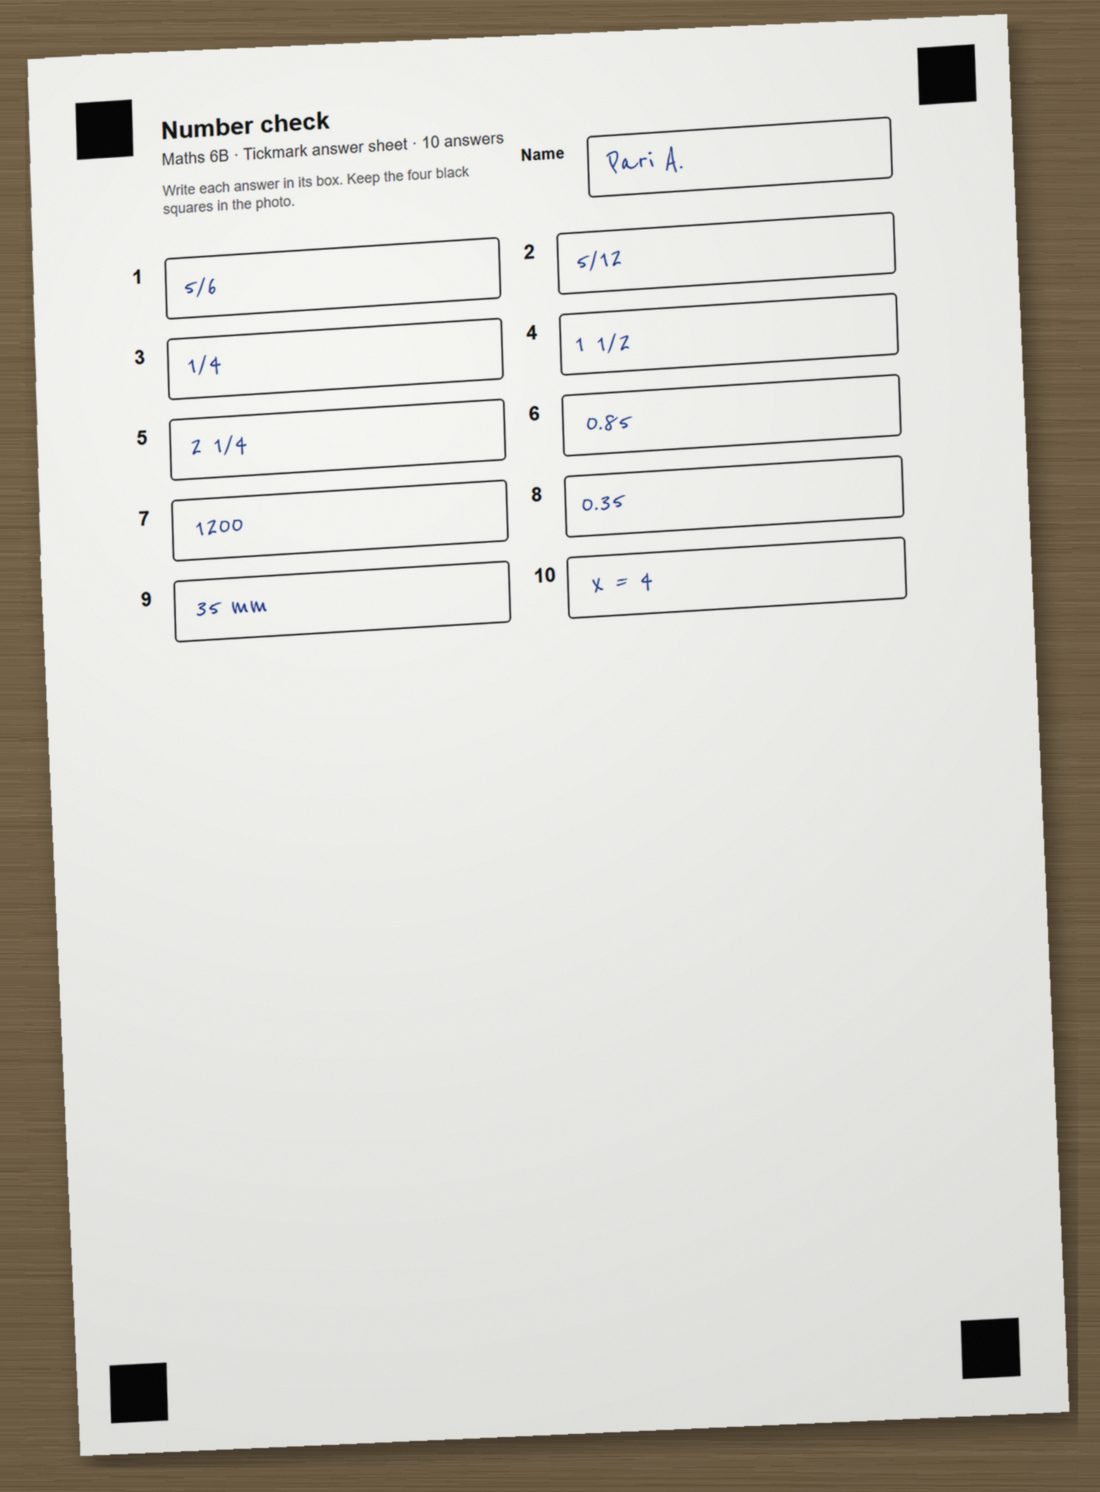 Number check
Maths 6B · Tickmark answer sheet · 10 answers
Write each answer in its box. Keep the four black
squares in the photo.
Name Pari A.
1 5/6
2 5/12
3 1/4
4 1 1/2
5 2 1/4
6 0.85
7 1200
8 0.35
9 35 mm
10 x = 4